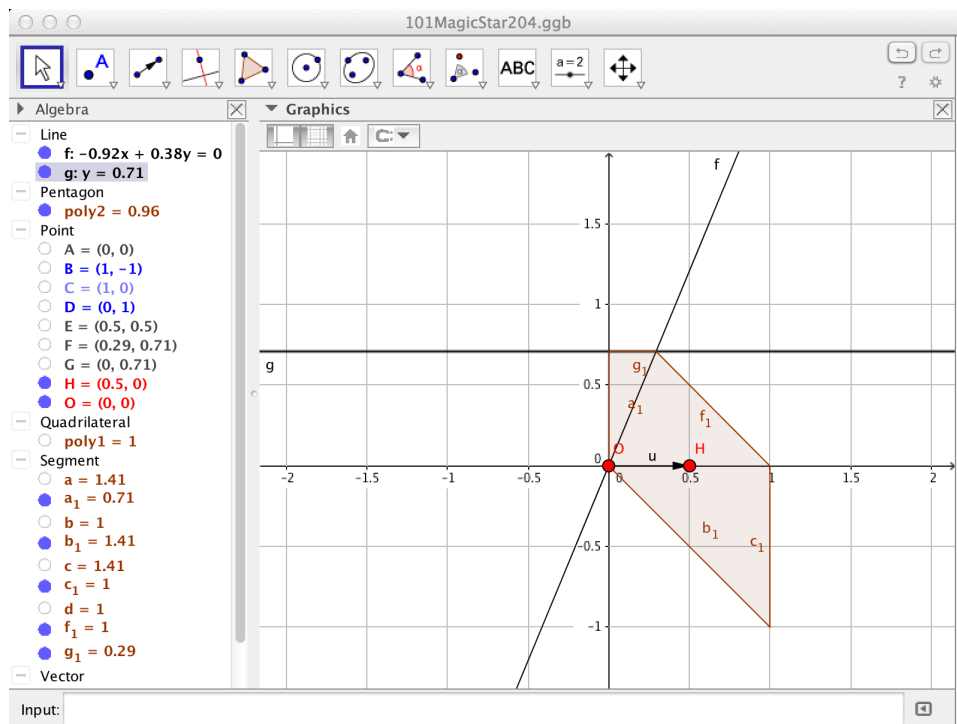 101MagicStar204.ggb
A
α
α
ABC
a=2
?
Algebra
Line
f: -0.92x + 0.38y = 0
g: y = 0.71
Pentagon
poly2 = 0.96
Point
A = (0, 0)
B = (1, -1)
C = (1, 0)
D = (0, 1)
E = (0.5, 0.5)
F = (0.29, 0.71)
G = (0, 0.71)
H = (0.5, 0)
O = (0, 0)
Quadrilateral
poly1 = 1
Segment
a = 1.41
a₁ = 0.71
b = 1
b₁ = 1.41
c = 1.41
c₁ = 1
d = 1
f₁ = 1
g₁ = 0.29
Vector
Graphics
f
1.5
1
g
g₁
0.5
a₁
f₁
O
u
H
0
-2 -1.5 -1 -0.5 0 0.5 1 1.5 2
b₁
c₁
-0.5
-1
Input: